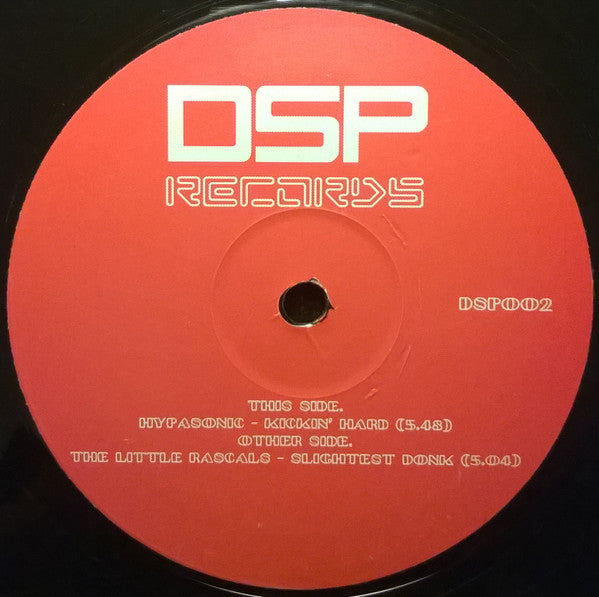 DSP
RECORDS
DSP002
THIS SIDE.
HYPASONIC - KICKIN' HARD (5.48)
OTHER SIDE.
THE LITTLE RASCALS - SLIGHTEST DONK (5.04)